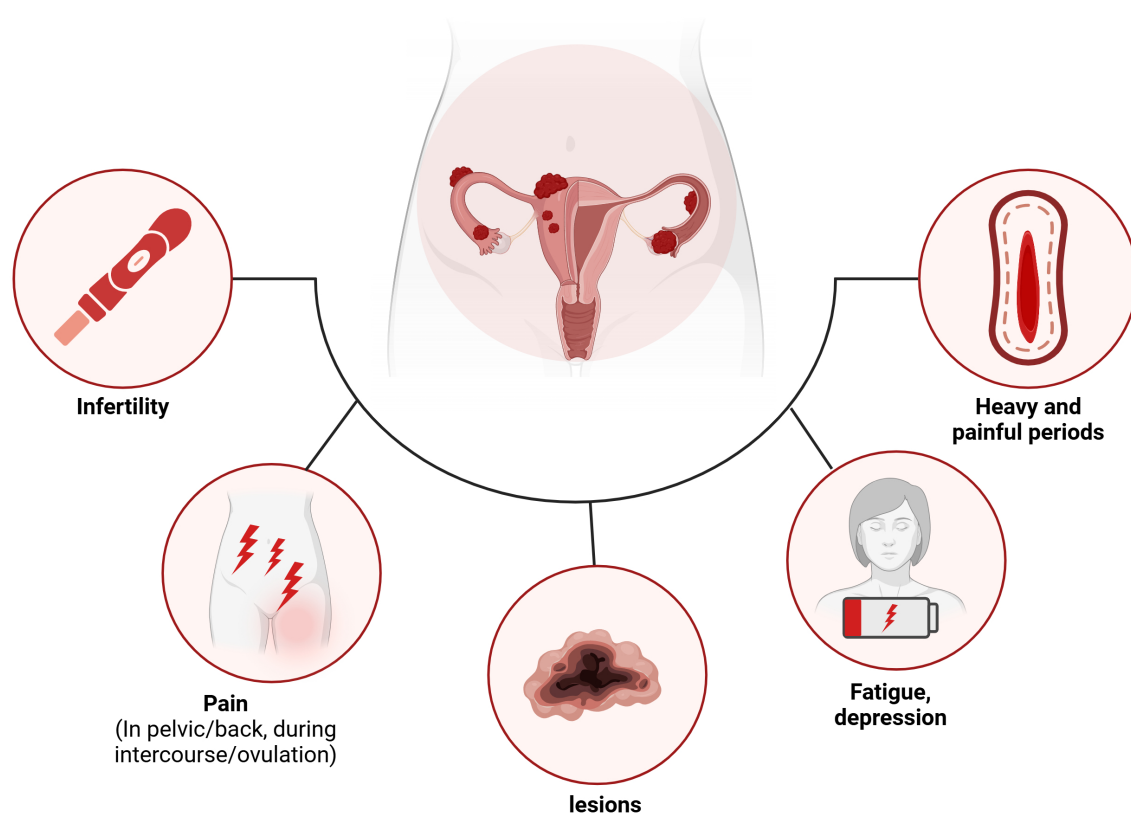 Infertility
Heavy and
painful periods
Pain
(In pelvic/back, during
intercourse/ovulation)
Fatigue,
depression
lesions